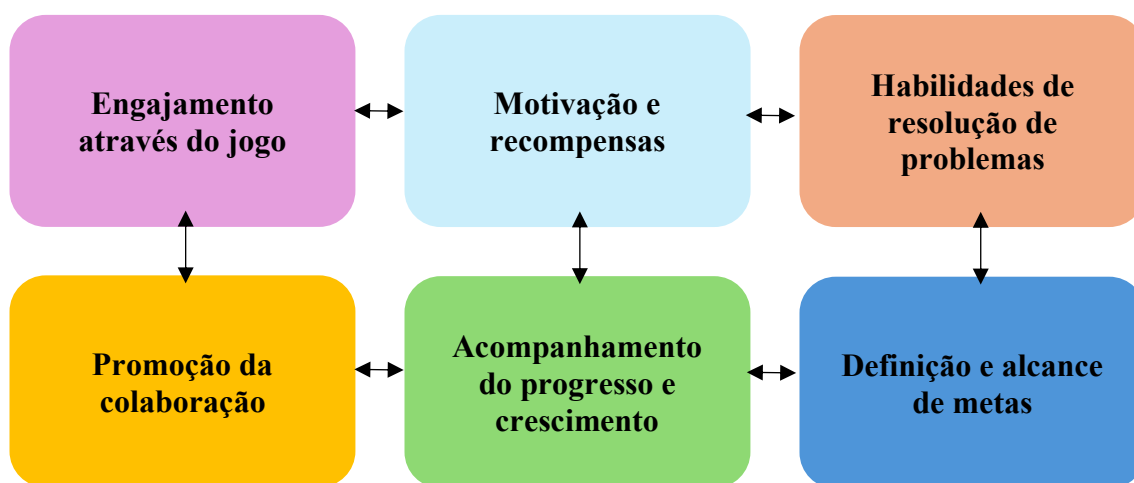 Engajamento
através do jogo
Motivação e
recompensas
Habilidades de
resolução de
problemas
Promoção da
colaboração
Acompanhamento
do progresso e
crescimento
Definição e alcance
de metas